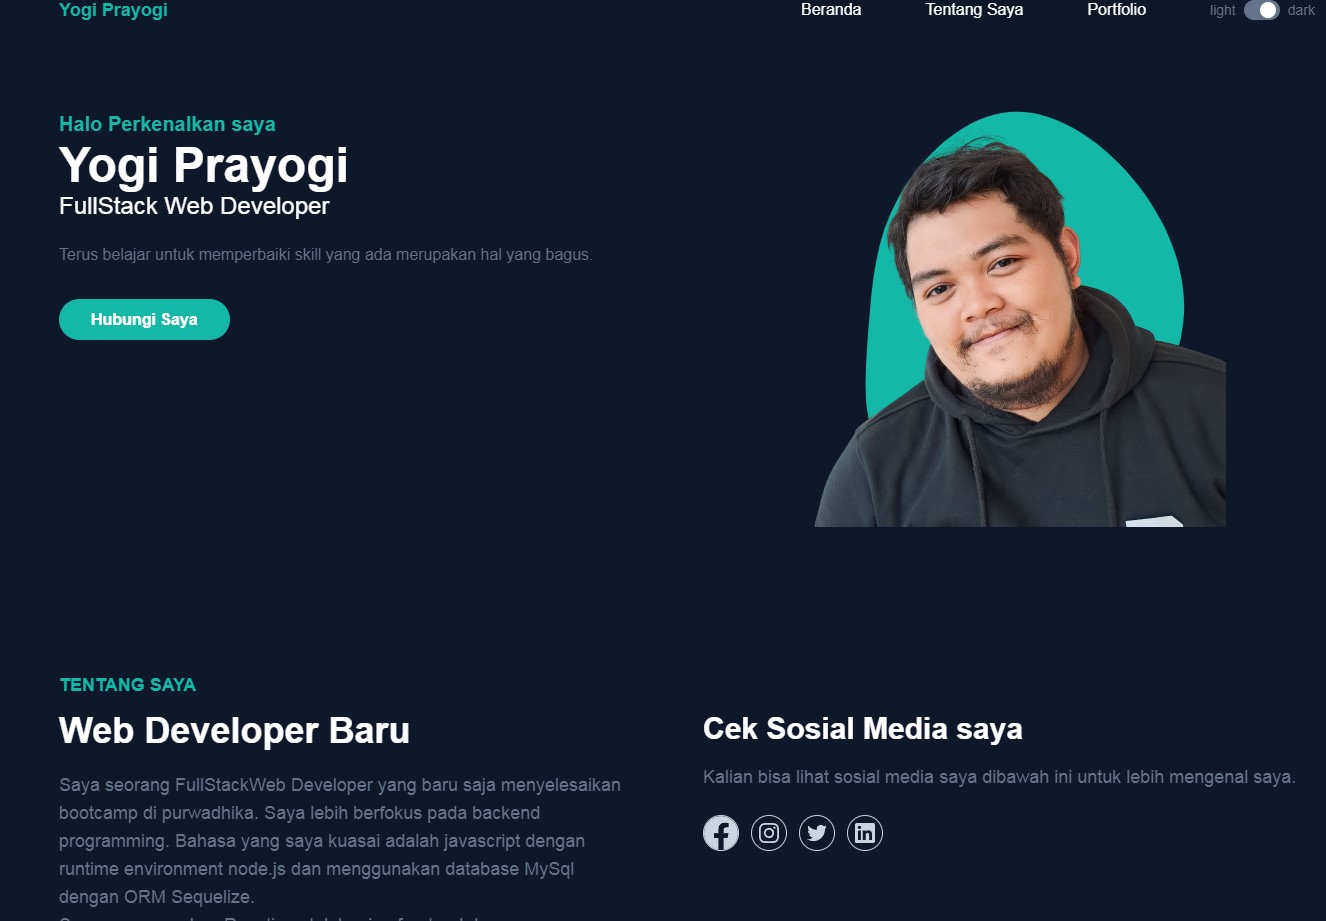 Yogi Prayogi
Beranda
Tentang Saya
Portfolio
light
dark
Halo Perkenalkan saya
Yogi Prayogi
FullStack Web Developer
Terus belajar untuk memperbaiki skill yang ada merupakan hal yang bagus.
Hubungi Saya
TENTANG SAYA
Web Developer Baru
Saya seorang FullStackWeb Developer yang baru saja menyelesaikan
bootcamp di purwadhika. Saya lebih berfokus pada backend
programming. Bahasa yang saya kuasai adalah javascript dengan
runtime environment node.js dan menggunakan database MySql
dengan ORM Sequelize.
Cek Sosial Media saya
Kalian bisa lihat sosial media saya dibawah ini untuk lebih mengenal saya.